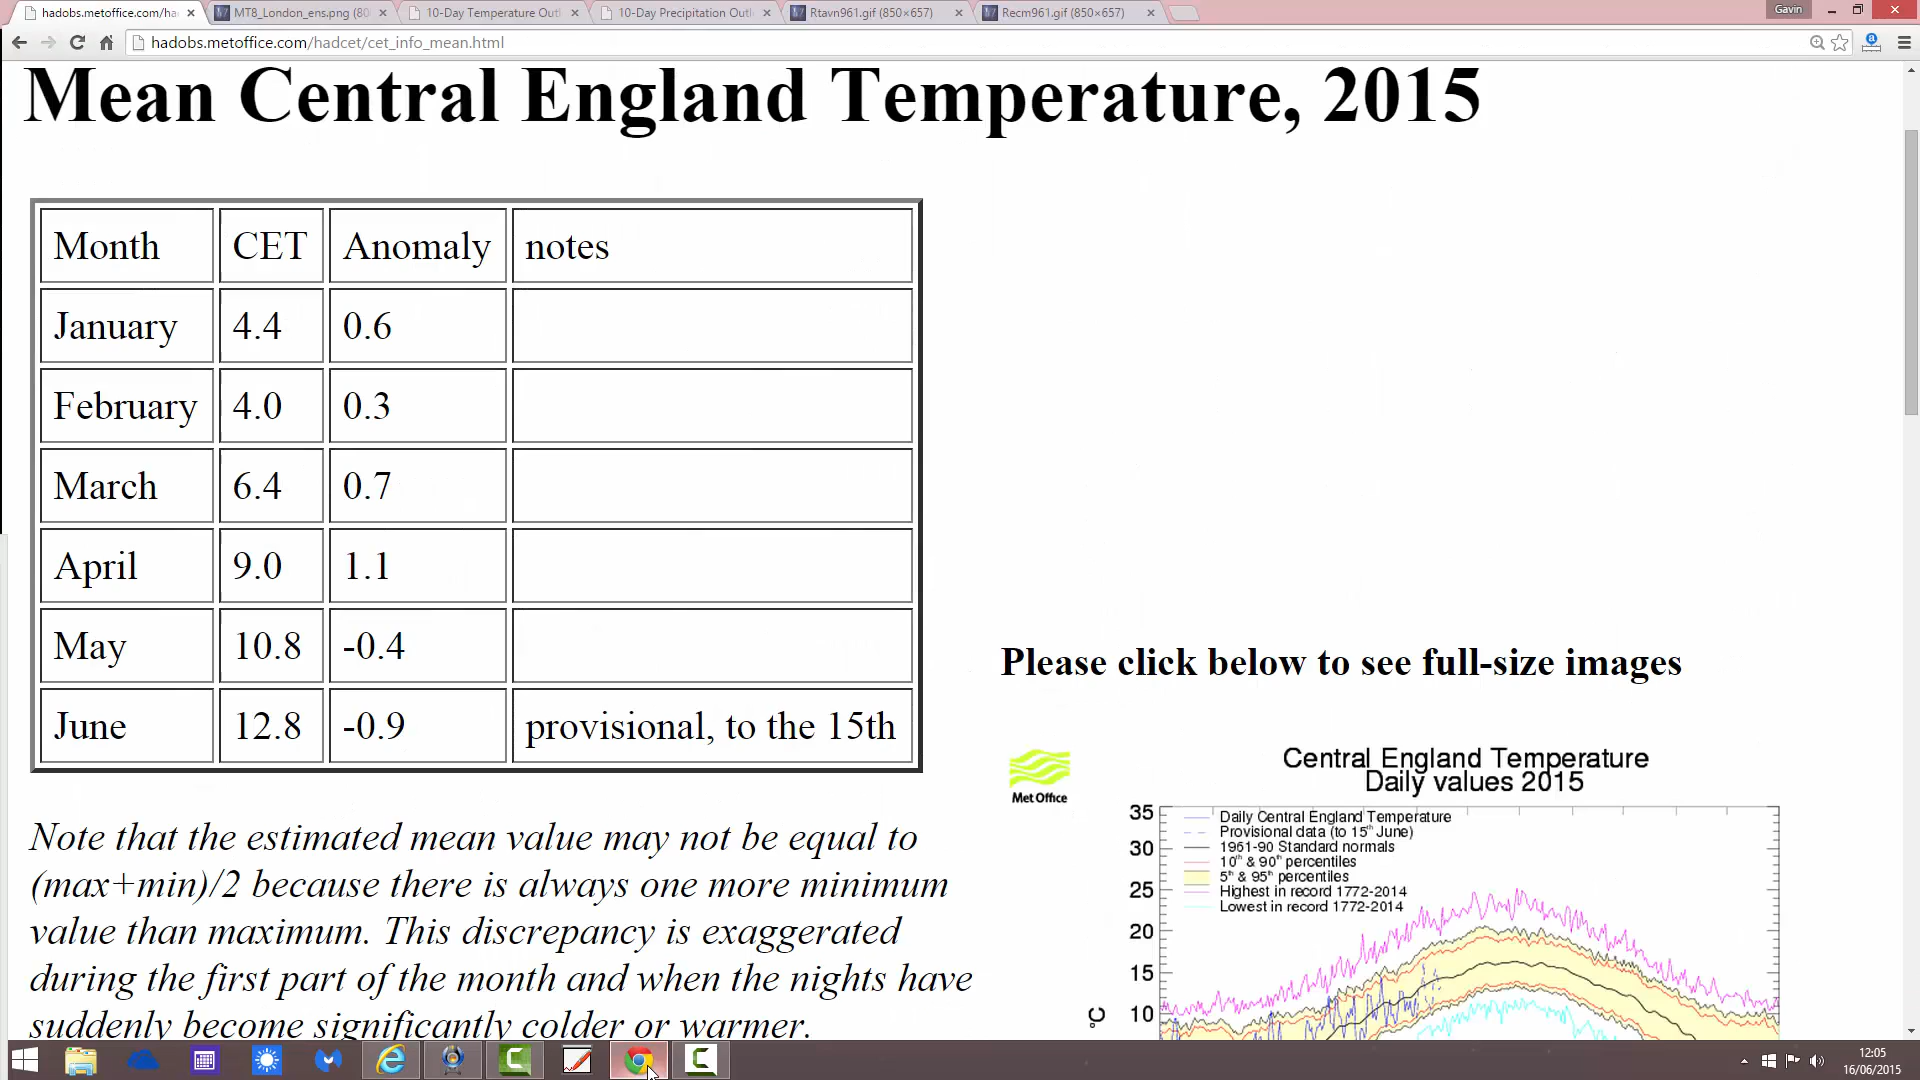 hadobs.metoffice.com/ha
MT8_London_ens.png (80
10-Day Temperature Outl
10-Day Precipitation Outl
Rtavn961.gif (850×657)
Recm961.gif (850×657)
Gavin
hadobs.metoffice.com/hadcet/cet_info_mean.html
Mean Central England Temperature, 2015
Month CET Anomaly notes
January 4.4 0.6
February 4.0 0.3
March 6.4 0.7
April 9.0 1.1
May 10.8 -0.4
June 12.8 -0.9 provisional, to the 15th
Note that the estimated mean value may not be equal to
(max+min)/2 because there is always one more minimum
value than maximum. This discrepancy is exaggerated
during the first part of the month and when the nights have
suddenly become significantly colder or warmer.
Please click below to see full-size images
Met Office
Central England Temperature
Daily values 2015
Daily Central England Temperature
Provisional data (to 15th June)
1961-90 Standard normals
10th & 90th percentiles
5th & 95th percentiles
Highest in record 1772-2014
Lowest in record 1772-2014
35
30
25
20
15
10
°C
12:05
16/06/2015